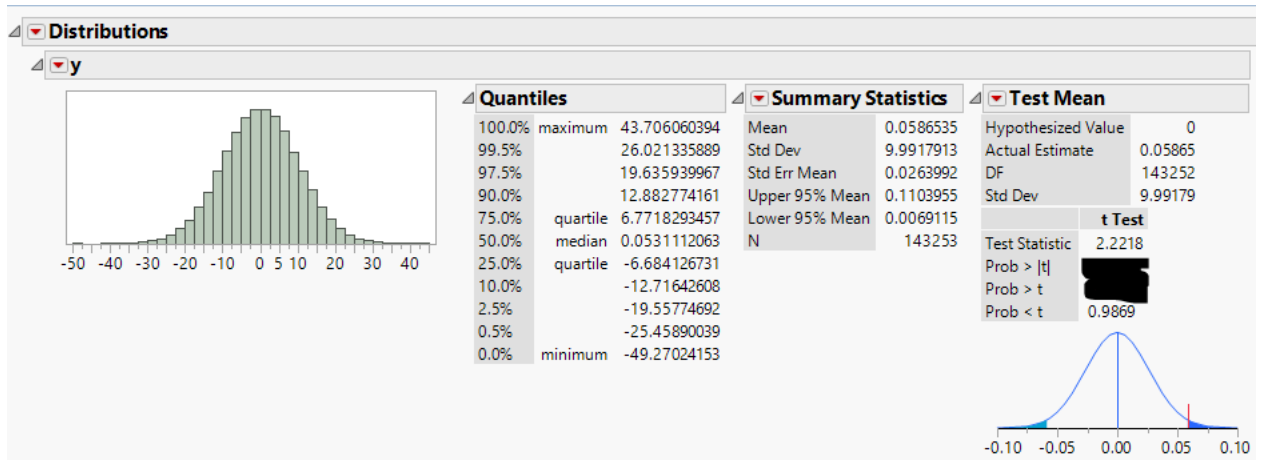 Distributions
y
-50 -40 -30 -20 -10 0 5 10 20 30 40
Quantiles
100.0% maximum 43.706060394
99.5% 26.021335889
97.5% 19.635939967
90.0% 12.882774161
75.0% quartile 6.7718293457
50.0% median 0.0531112063
25.0% quartile -6.684126731
10.0% -12.71642608
2.5% -19.55774692
0.5% -25.45890039
0.0% minimum -49.27024153
Summary Statistics
Mean 0.0586535
Std Dev 9.9917913
Std Err Mean 0.0263992
Upper 95% Mean 0.1103955
Lower 95% Mean 0.0069115
N 143253
Test Mean
Hypothesized Value 0
Actual Estimate 0.05865
DF 143252
Std Dev 9.99179
t Test
Test Statistic 2.2218
Prob > |t|
Prob > t
Prob < t 0.9869
-0.10 -0.05 0.00 0.05 0.10